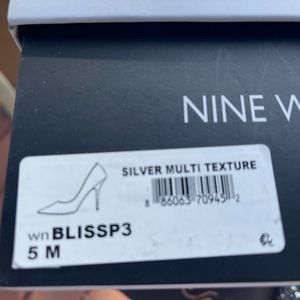 NINE W
SILVER MULTI TEXTURE
8 86063 70945 2
wn BLISSP3
5 M